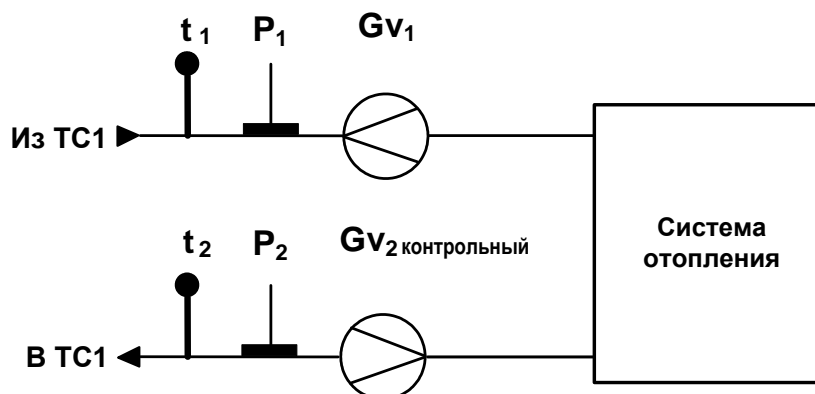 t 1 P1 Gv1
Из ТС1
Система
отопления
t 2 P2 Gv2 контрольный
В ТС1